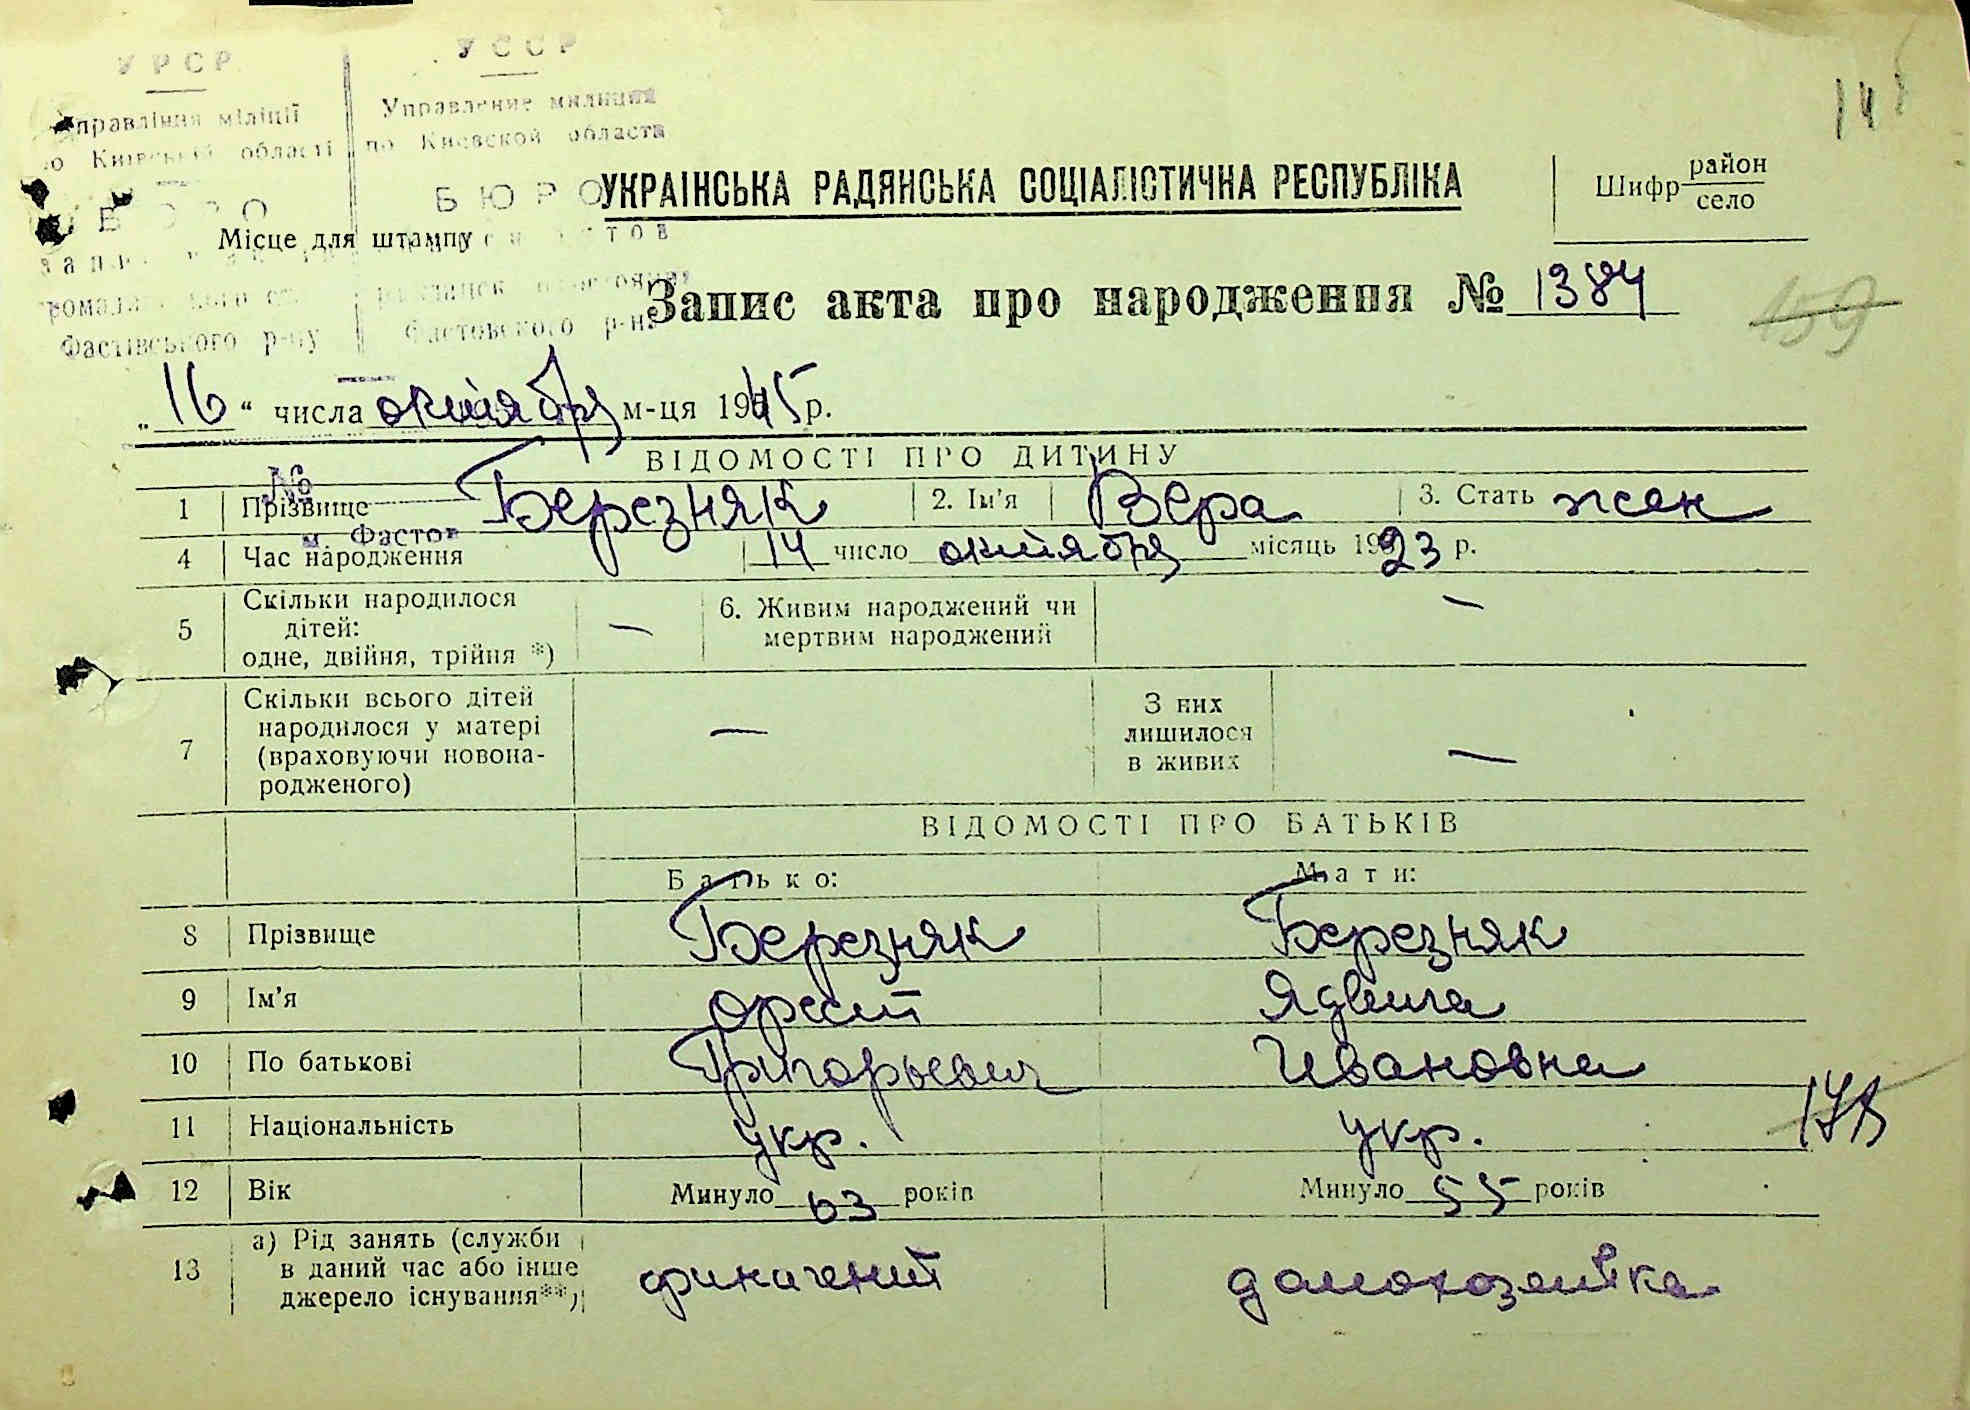 УРСР
УССР
Управление милиции
правління міліції
по Киевской области
о Київській області
БЮРО
УКРАЇНСЬКА РАДЯНСЬКА СОЦІАЛІСТИЧНА РЕСПУБЛІКА
Шифр район
село
Місце для штампу
Запис акта про народження № 1384
159
Фастовского р-на
Фастівського р-ну
„16“ числа октября м-ця 1945 р.
ВІДОМОСТІ ПРО ДИТИНУ
№
1 Прізвище Березняк 2. Ім'я Вера 3. Стать жен
м. Фастов
4 Час народження 14 число октября місяць 1923 р.
5 Скільки народилося дітей: одне, двійня, трійня *) — 6. Живим народжений чи мертвим народжений —
7 Скільки всього дітей народилося у матері (враховуючи новонародженого) — З них лишилося в живих —
ВІДОМОСТІ ПРО БАТЬКІВ
Батько: Мати:
8 Прізвище Березняк Березняк
9 Ім'я Орест Ядвига
10 По батькові Григорьевич Ивановна
11 Національність укр. укр.
12 Вік Минуло 63 років Минуло 55 років
13 а) Рід занять (служби в даний час або інше джерело існування**) домохозяйка